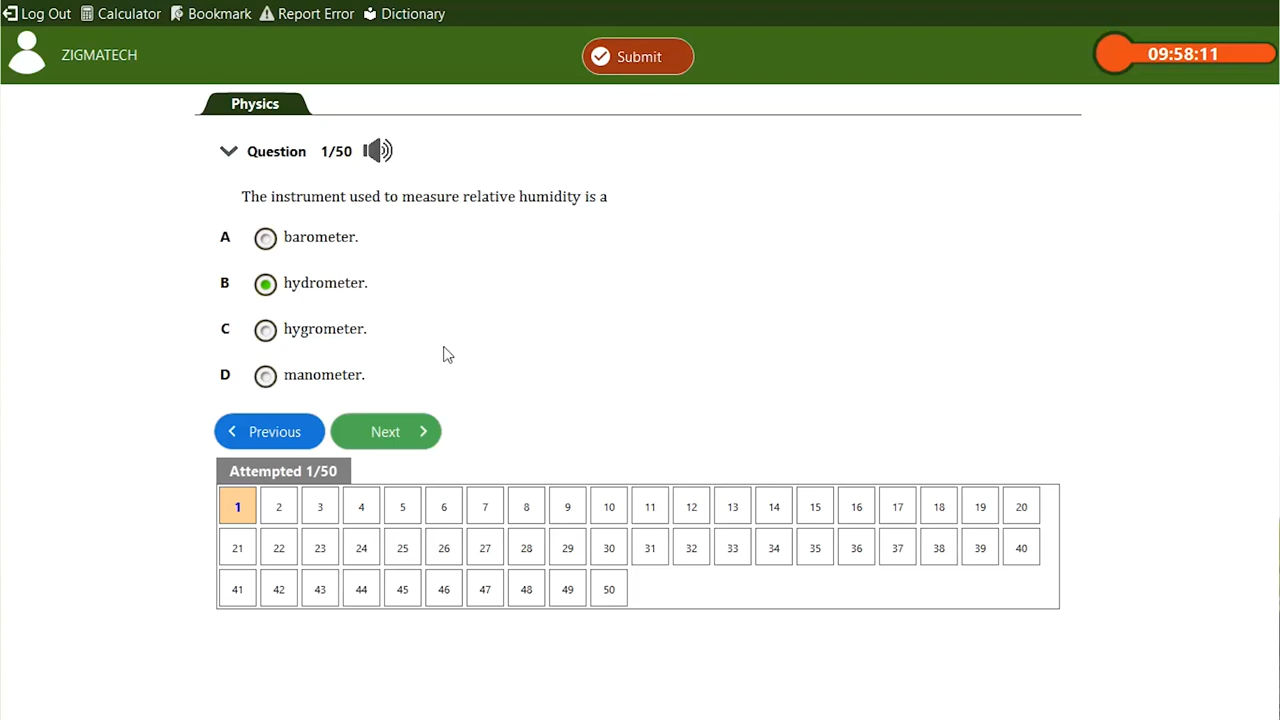 Log Out Calculator Bookmark Report Error Dictionary
ZIGMATECH
Submit
09:58:11
Physics
Question 1/50
The instrument used to measure relative humidity is a
A barometer.
B hydrometer.
C hygrometer.
D manometer.
Previous Next
Attempted 1/50
1 2 3 4 5 6 7 8 9 10 11 12 13 14 15 16 17 18 19 20
21 22 23 24 25 26 27 28 29 30 31 32 33 34 35 36 37 38 39 40
41 42 43 44 45 46 47 48 49 50